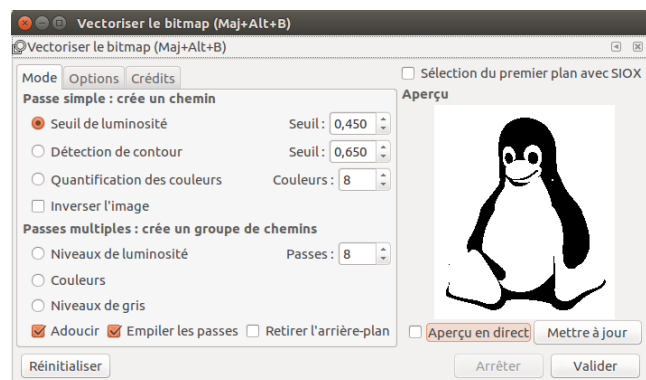 Vectoriser le bitmap (Maj+Alt+B)
Vectoriser le bitmap (Maj+Alt+B)
Mode Options Crédits
Passe simple : crée un chemin
Seuil de luminosité Seuil : 0,450
Détection de contour Seuil : 0,650
Quantification des couleurs Couleurs : 8
Inverser l'image
Passes multiples : crée un groupe de chemins
Niveaux de luminosité Passes : 8
Couleurs
Niveaux de gris
Adoucir Empiler les passes Retirer l'arrière-plan
Sélection du premier plan avec SIOX
Aperçu
Aperçu en direct Mettre à jour
Réinitialiser Arrêter Valider